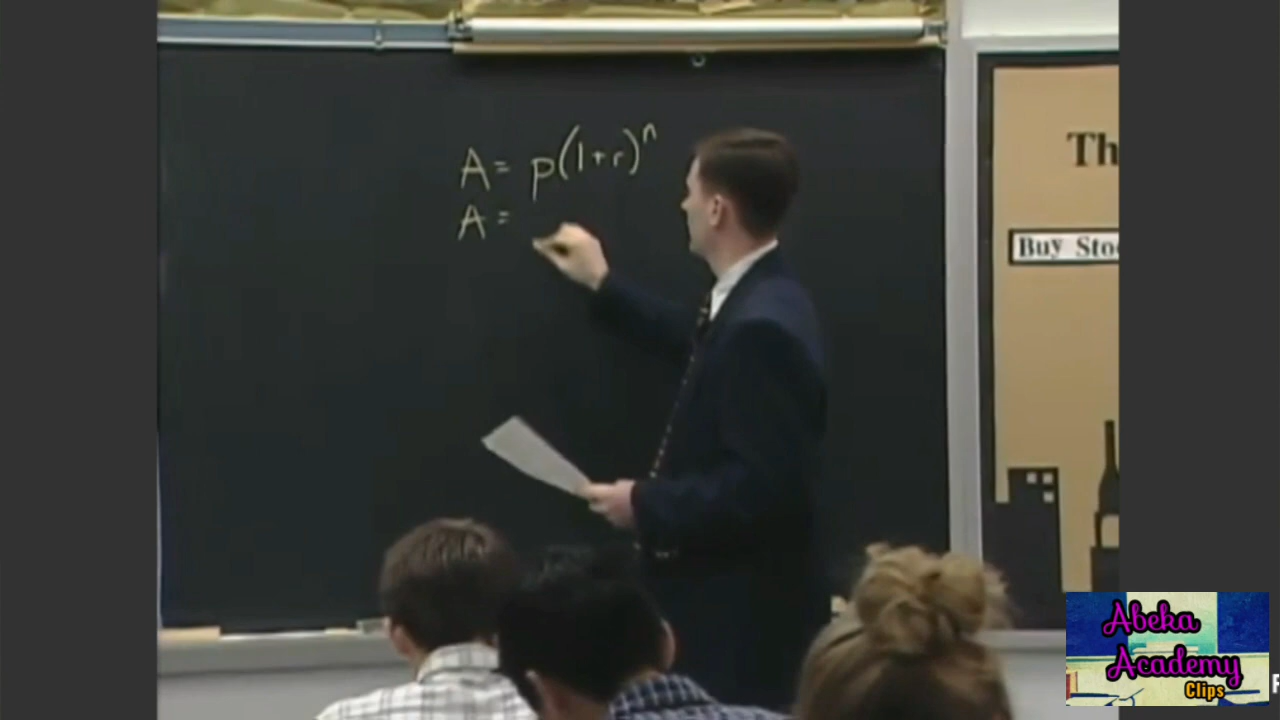 A = p(1+r)^n
A =
Th
Buy Sto
Abeka
Academy
Clips